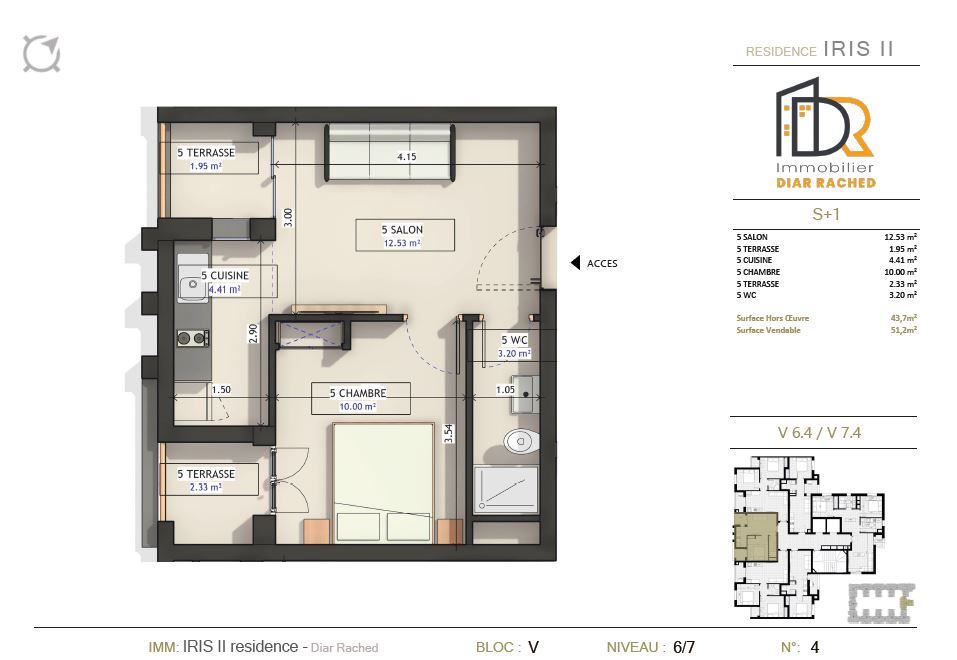 RESIDENCE IRIS II
Immobilier
DIAR RACHED
S+1
5 SALON 12.53 m²
5 TERRASSE 1.95 m²
5 CUISINE 4.41 m²
5 CHAMBRE 10.00 m²
5 TERRASSE 2.33 m²
5 WC 3.20 m²
Surface Hors Œuvre 43,7m²
Surface Vendable 51,2m²
V 6.4 / V 7.4
5 TERRASSE
1.95 m²
4.15
3.00
5 SALON
12.53 m²
ACCES
5 CUISINE
4.41 m²
2.90
5 WC
3.20 m²
1.50
5 CHAMBRE
10.00 m²
1.05
3.54
5 TERRASSE
2.33 m²
IMM: IRIS II residence - Diar Rached BLOC : V NIVEAU : 6/7 N°: 4